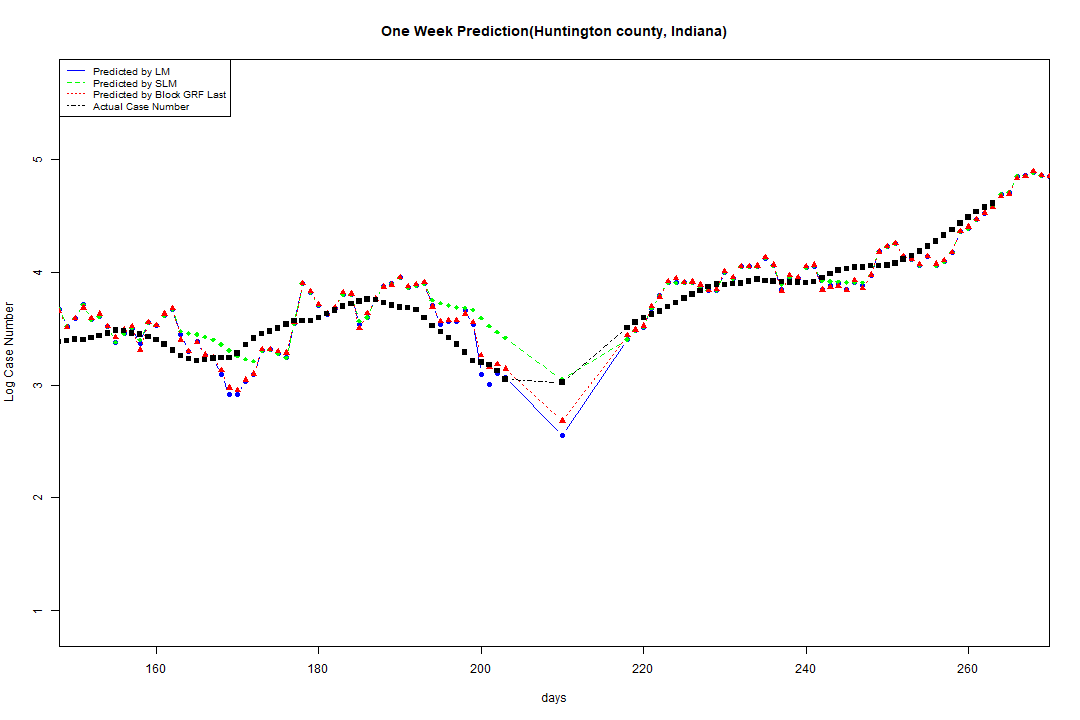 One Week Prediction(Huntington county, Indiana)
Predicted by LM
Predicted by SLM
Predicted by Block GRF Last
Actual Case Number
5
4
3
2
1
Log Case Number
160 180 200 220 240 260
days